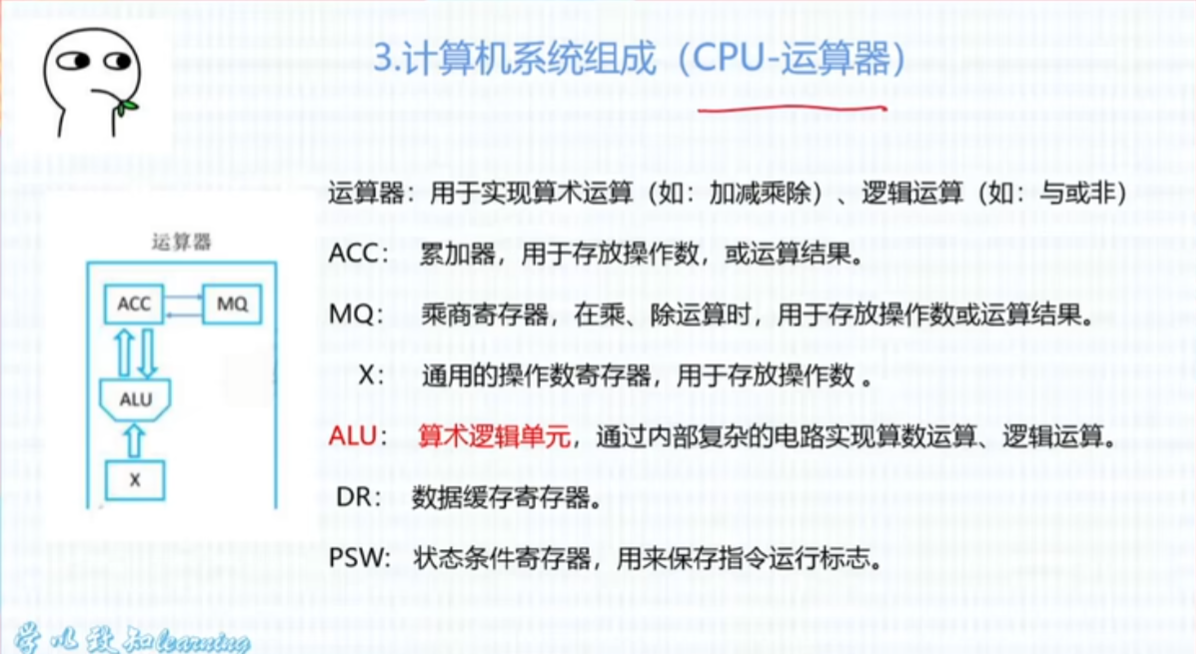 3.计算机系统组成（CPU-运算器）
运算器：用于实现算术运算（如：加减乘除）、逻辑运算（如：与或非）
ACC： 累加器，用于存放操作数，或运算结果。
MQ： 乘商寄存器，在乘、除运算时，用于存放操作数或运算结果。
X： 通用的操作数寄存器，用于存放操作数 。
ALU： 算术逻辑单元，通过内部复杂的电路实现算数运算、逻辑运算。
DR： 数据缓存寄存器。
PSW： 状态条件寄存器，用来保存指令运行标志。
运算器
ACC
MQ
ALU
X
学以致知learning